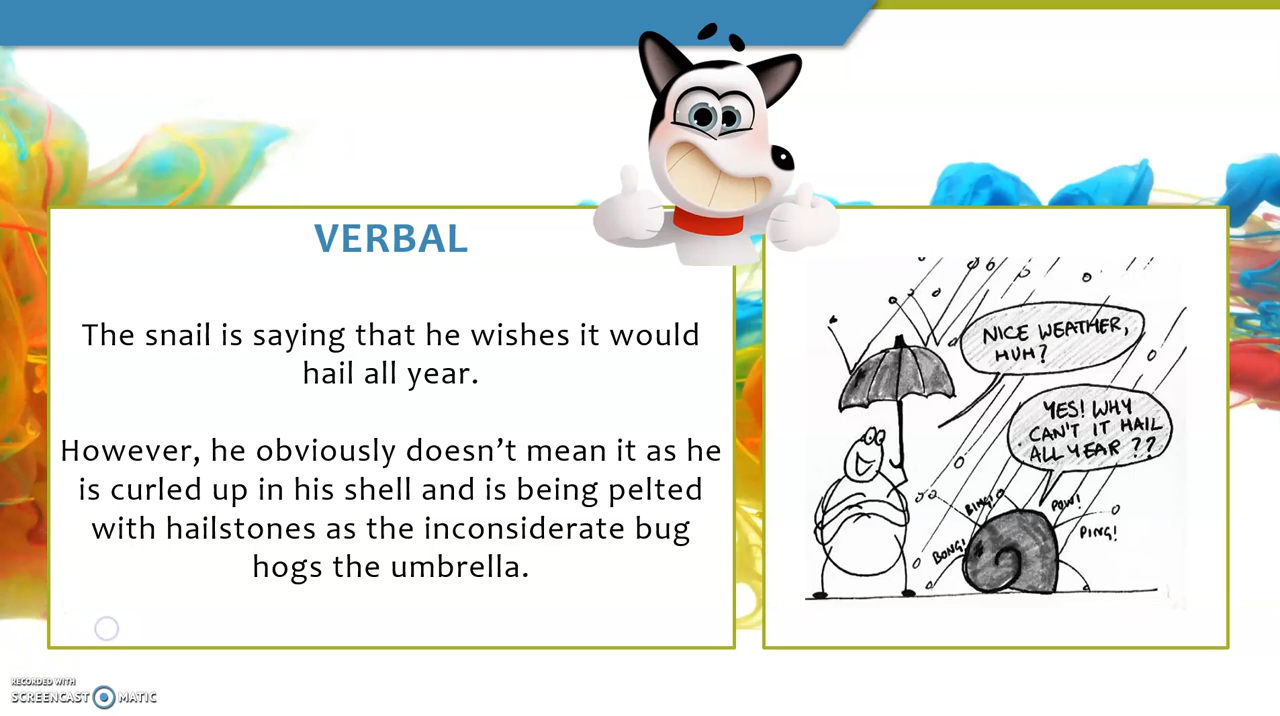 VERBAL
The snail is saying that he wishes it would
hail all year.
However, he obviously doesn’t mean it as he
is curled up in his shell and is being pelted
with hailstones as the inconsiderate bug
hogs the umbrella.
NICE WEATHER,
HUH?
YES! WHY
CAN'T IT HAIL
ALL YEAR ??
BING!
POW!
PING!
BONG!
RECORDED WITH
SCREENCAST MATIC